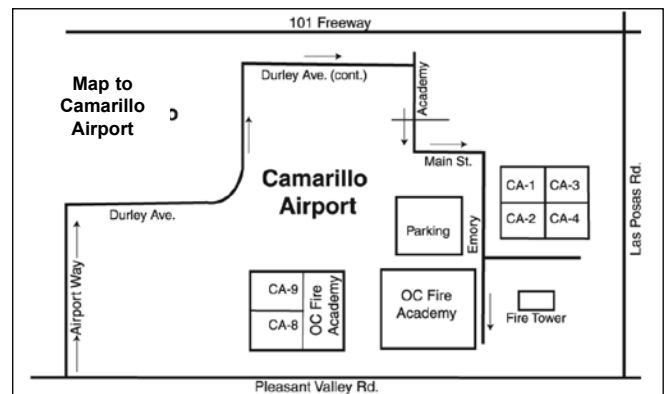 101 Freeway
Map to
Camarillo
Airport
Durley Ave. (cont.)
Academy
Main St.
Camarillo
Airport
Durley Ave.
Airport Way
Parking
Emory
CA-1 CA-3
CA-2 CA-4
Las Posas Rd.
CA-9
CA-8
OC Fire
Academy
OC Fire
Academy
Fire Tower
Pleasant Valley Rd.